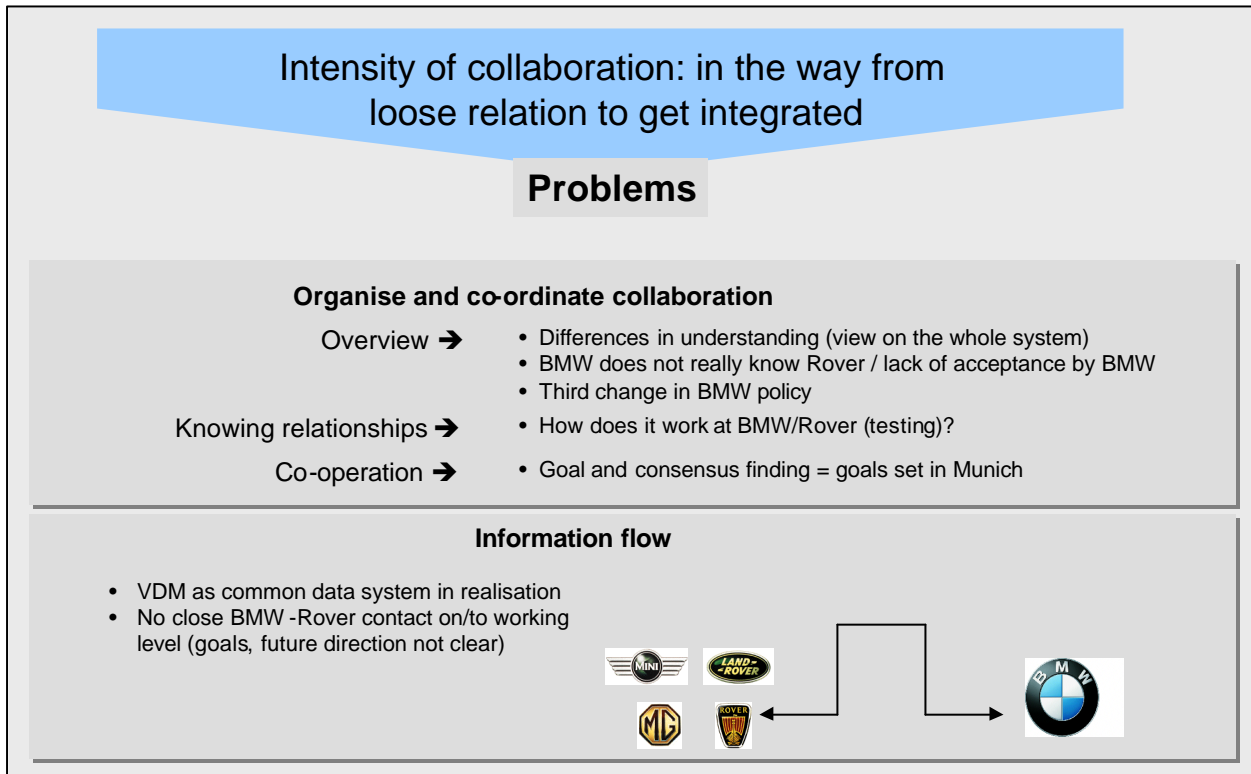 Intensity of collaboration: in the way from
loose relation to get integrated
Problems
Organise and co-ordinate collaboration
Overview ➔
• Differences in understanding (view on the whole system)
• BMW does not really know Rover / lack of acceptance by BMW
• Third change in BMW policy
Knowing relationships ➔
• How does it work at BMW/Rover (testing)?
Co-operation ➔
• Goal and consensus finding = goals set in Munich
Information flow
• VDM as common data system in realisation
• No close BMW -Rover contact on/to working
level (goals, future direction not clear)
MINI
LAND-
-ROVER
MG
ROVER
BMW